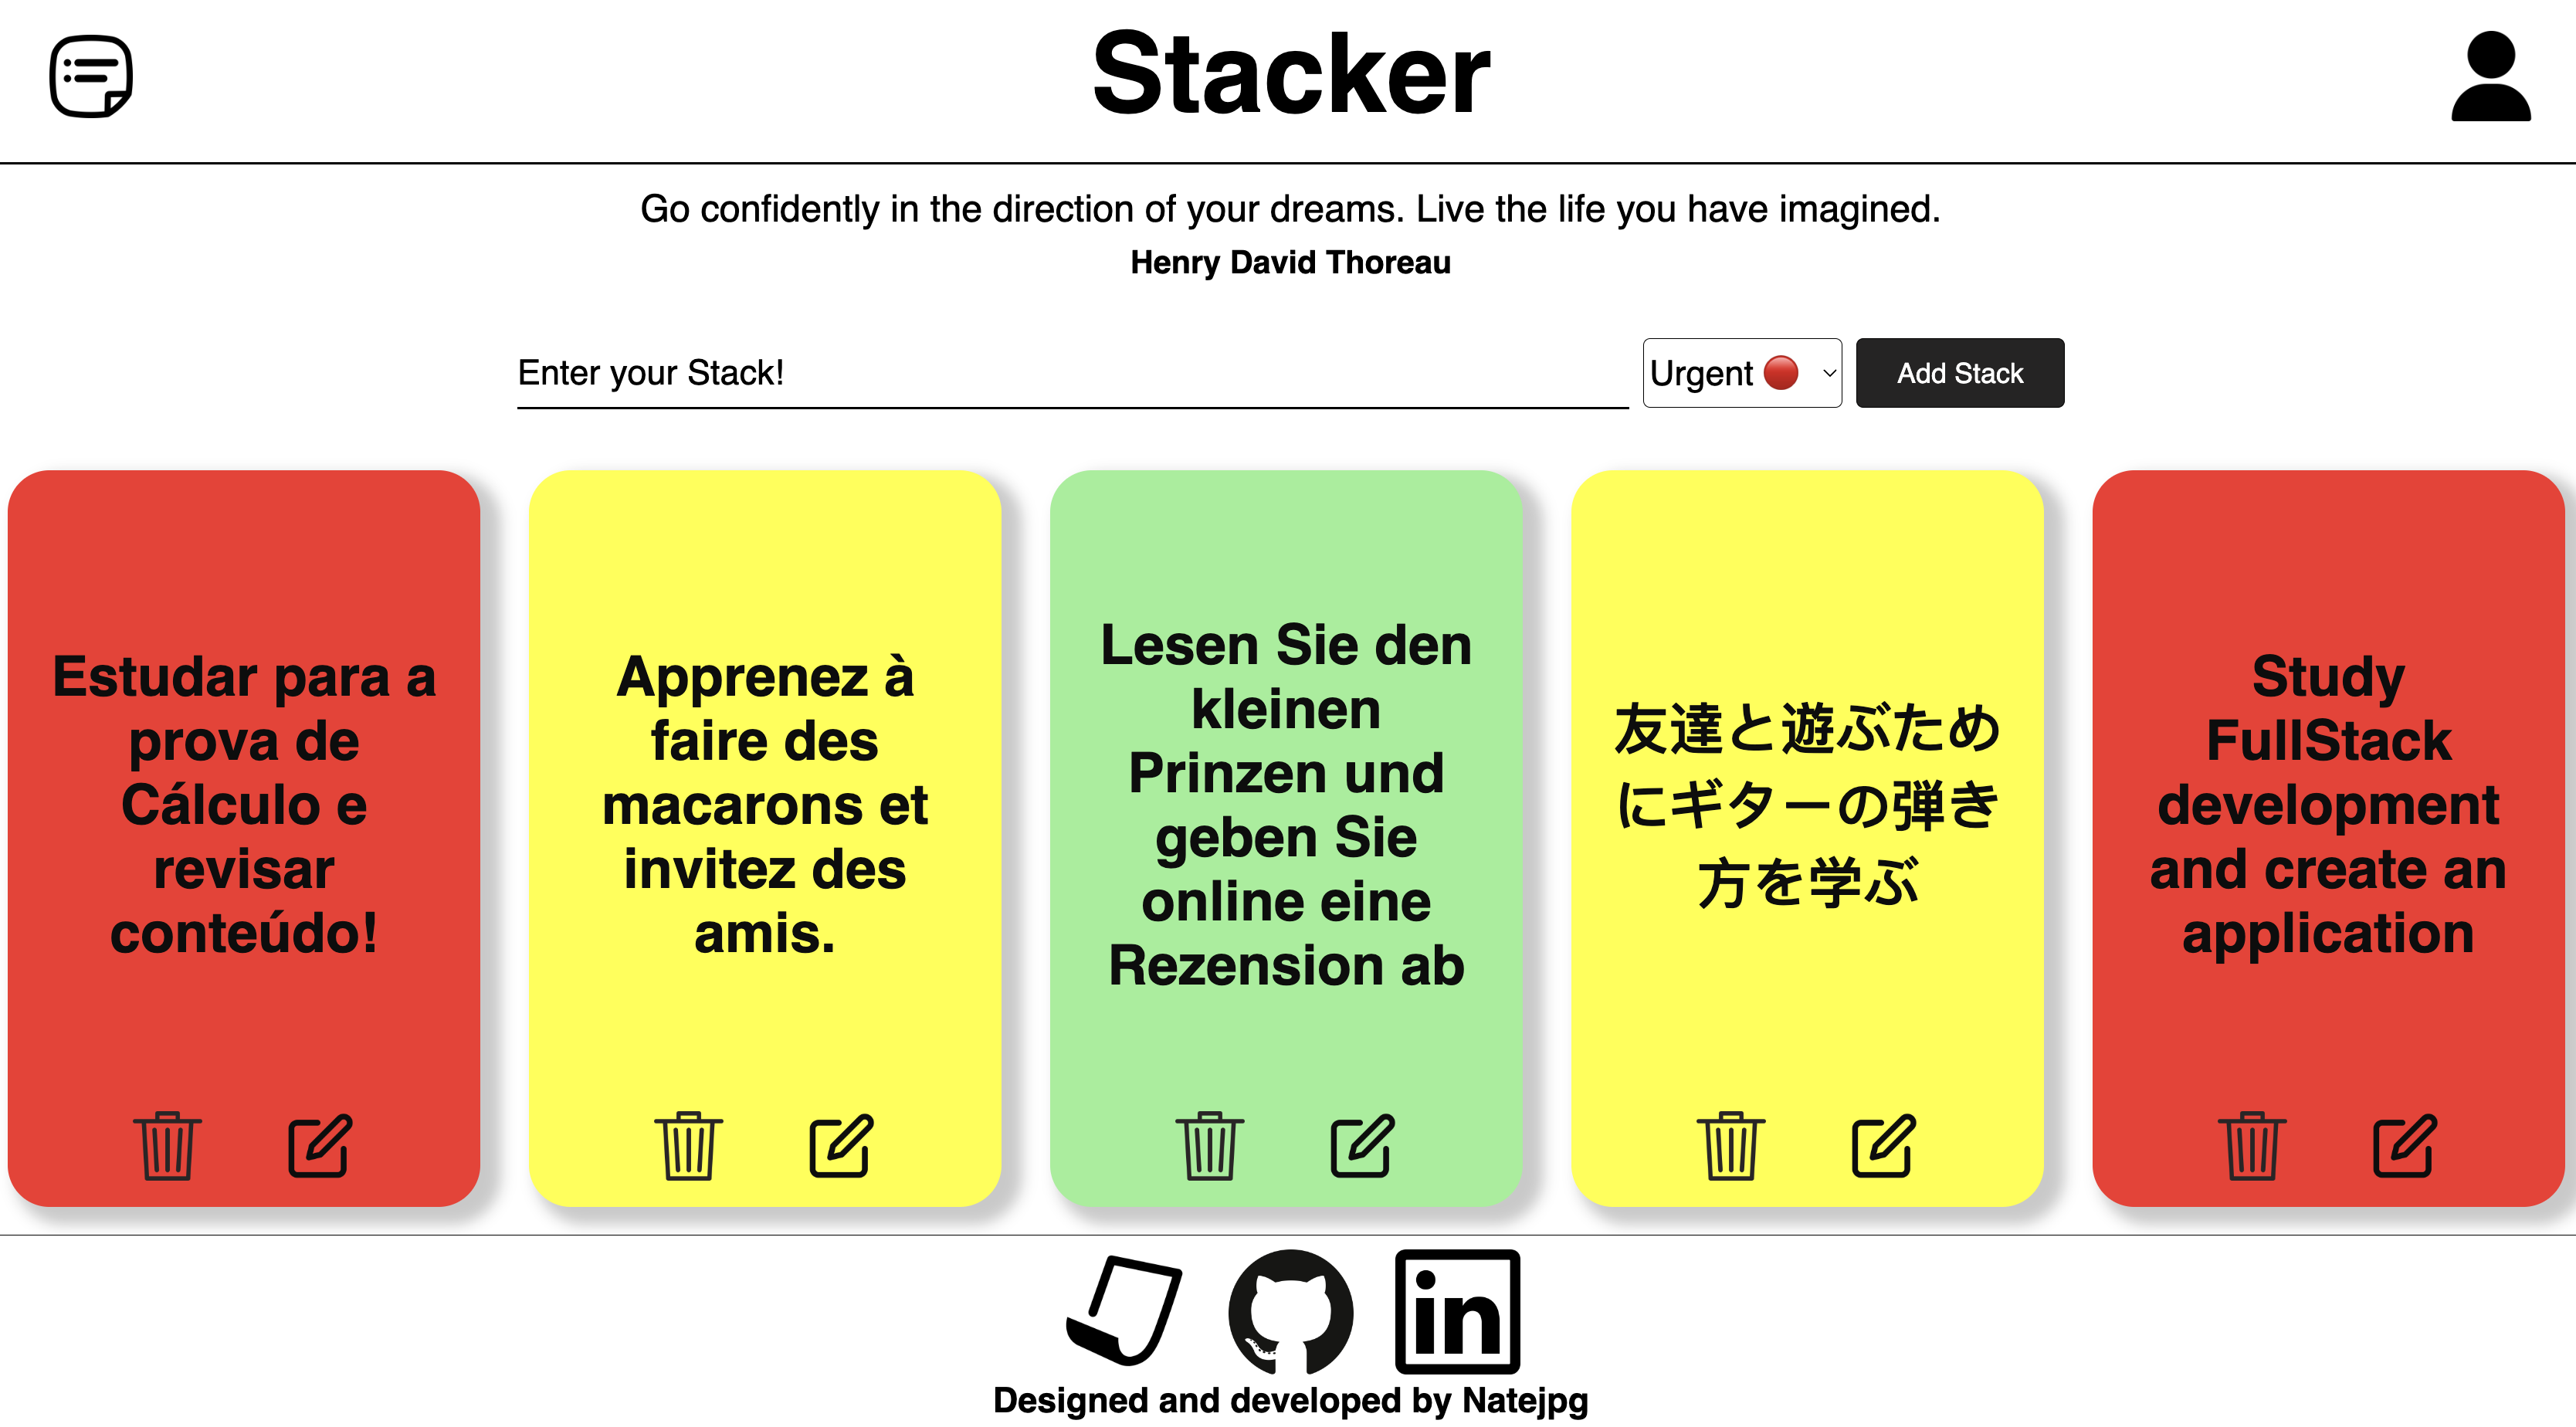 Stacker
Go confidently in the direction of your dreams. Live the life you have imagined.
Henry David Thoreau
Enter your Stack!
Urgent 🔴
Add Stack
Estudar para a
prova de
Cálculo e
revisar
conteúdo!
Apprenez à
faire des
macarons et
invitez des
amis.
Lesen Sie den
kleinen
Prinzen und
geben Sie
online eine
Rezension ab
友達と遊ぶため
にギターの弾き
方を学ぶ
Study
FullStack
development
and create an
application
in
Designed and developed by Natejpg